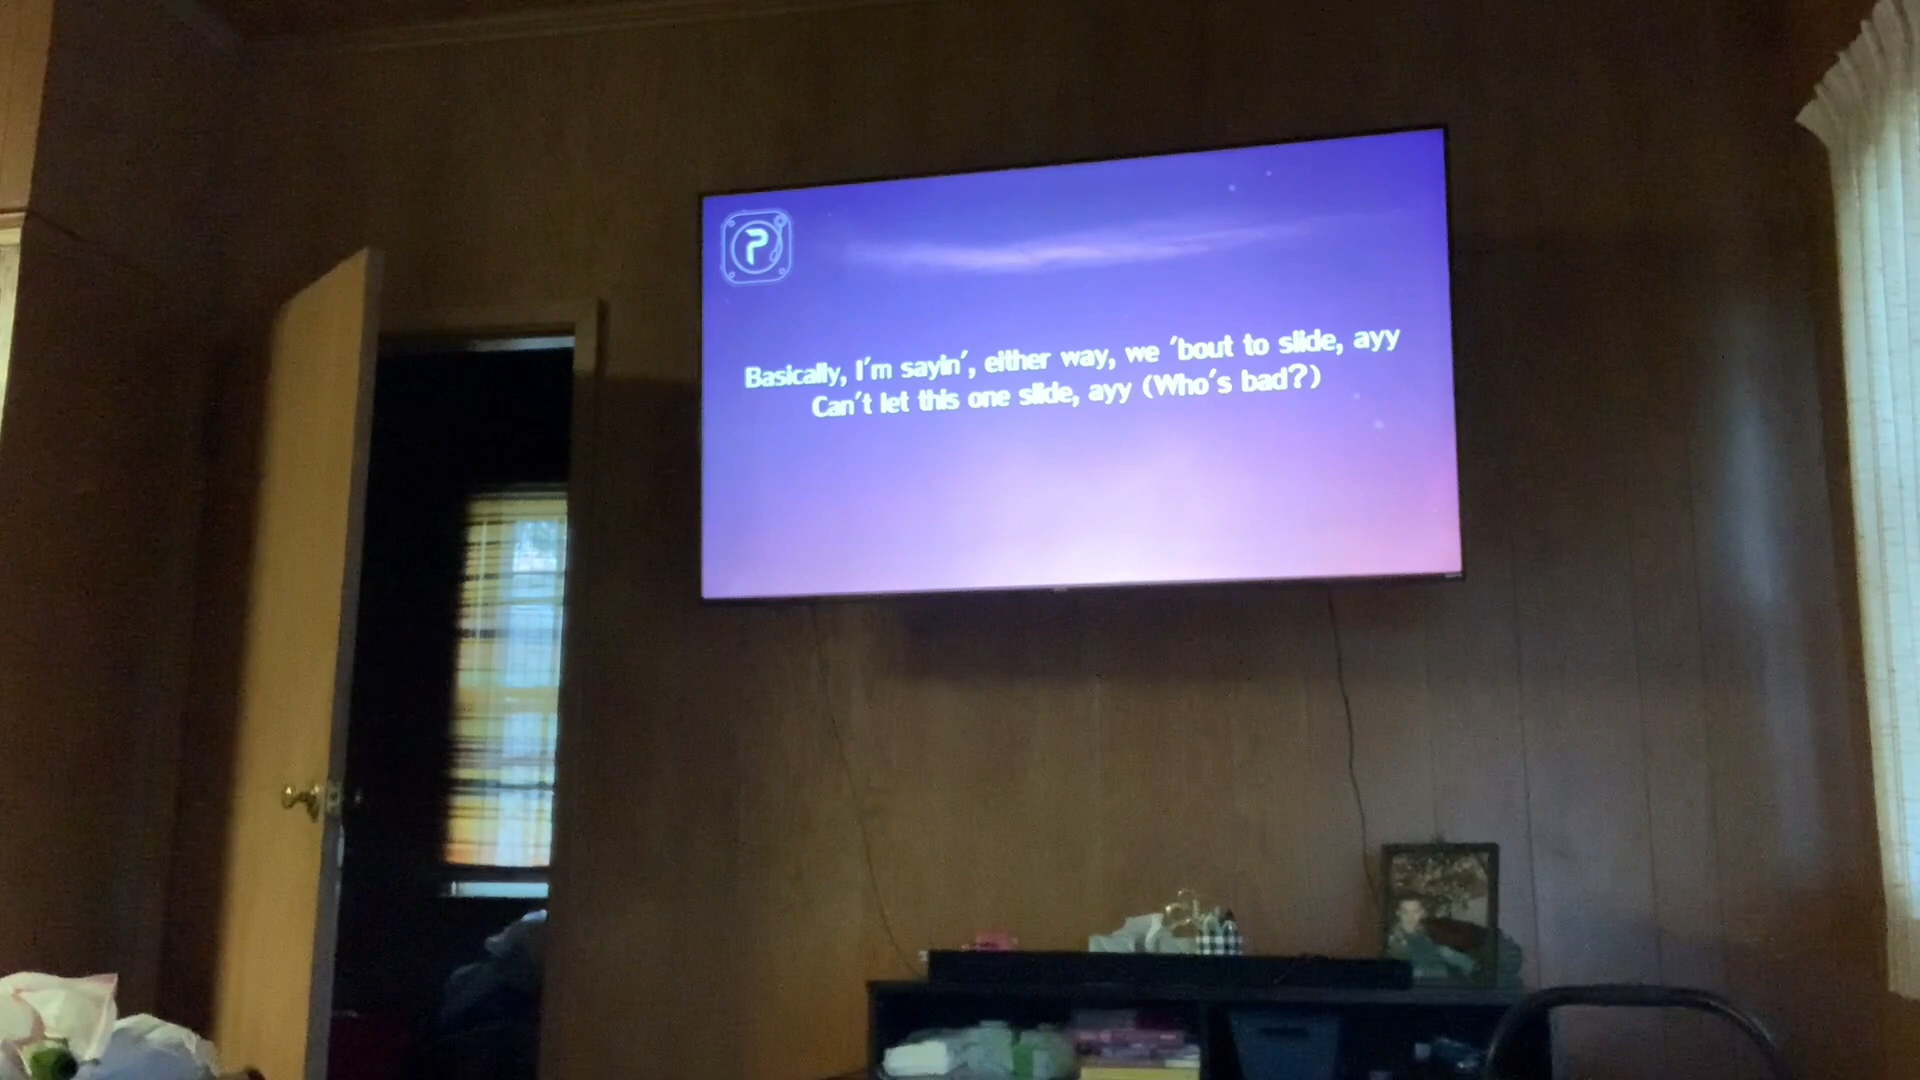 P
Basically, I'm sayin', either way, we 'bout to slide, ayy
Can't let this one slide, ayy (Who's bad?)